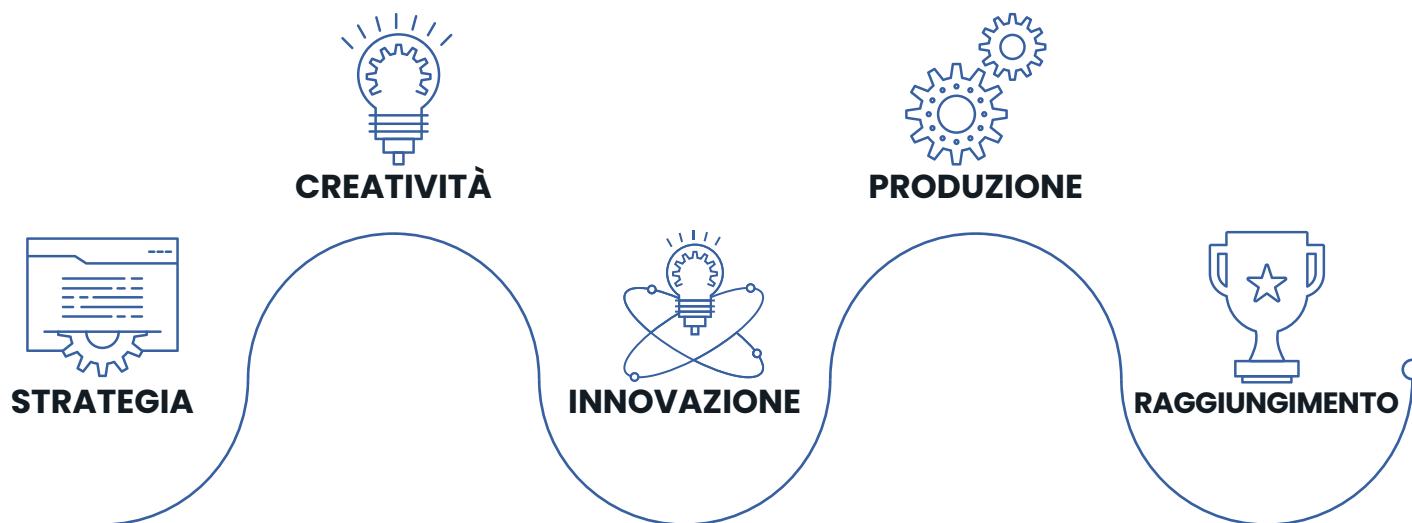 STRATEGIA
CREATIVITÀ
INNOVAZIONE
PRODUZIONE
RAGGIUNGIMENTO